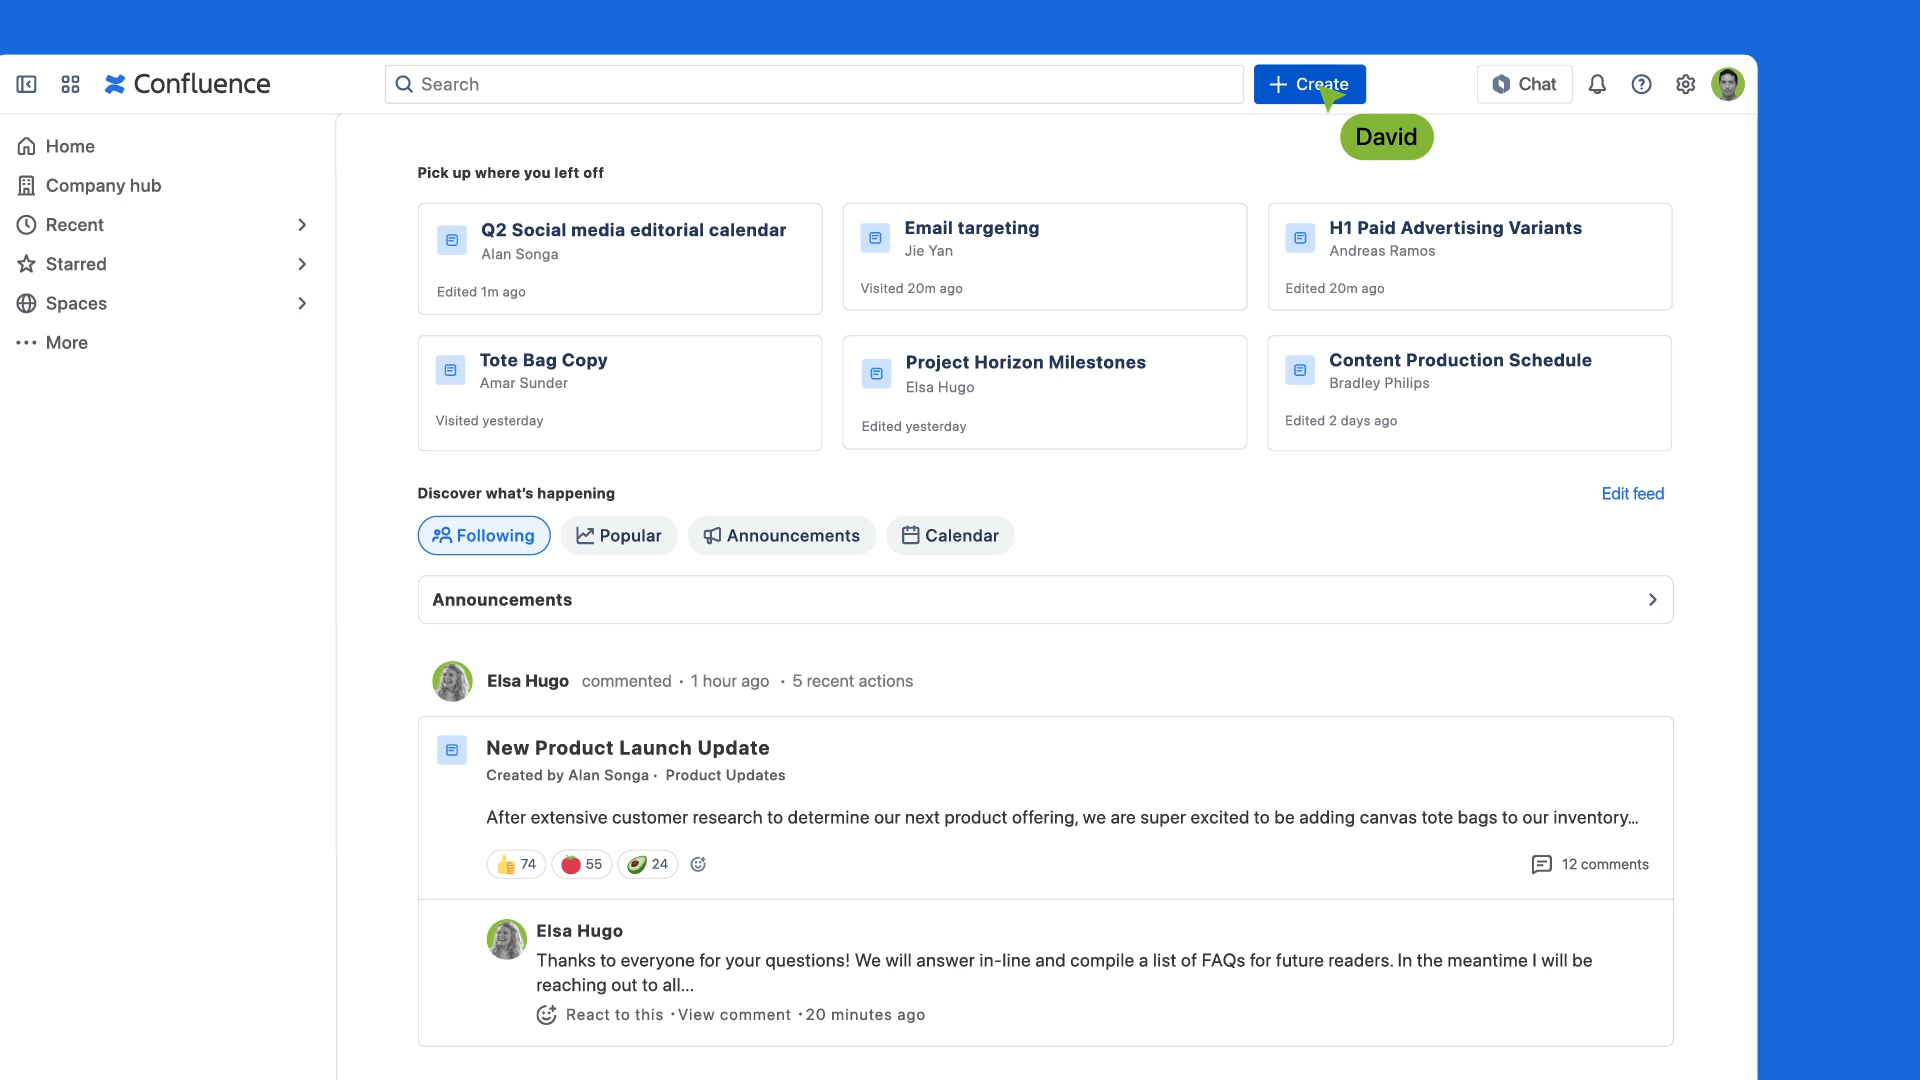 Confluence
Search
Create
Chat
David
Home
Company hub
Recent
Starred
Spaces
More
Pick up where you left off
Q2 Social media editorial calendar
Alan Songa
Edited 1m ago
Email targeting
Jie Yan
Visited 20m ago
H1 Paid Advertising Variants
Andreas Ramos
Edited 20m ago
Tote Bag Copy
Amar Sunder
Visited yesterday
Project Horizon Milestones
Elsa Hugo
Edited yesterday
Content Production Schedule
Bradley Philips
Edited 2 days ago
Discover what's happening
Edit feed
Following
Popular
Announcements
Calendar
Announcements
Elsa Hugo commented • 1 hour ago • 5 recent actions
New Product Launch Update
Created by Alan Songa • Product Updates
After extensive customer research to determine our next product offering, we are super excited to be adding canvas tote bags to our inventory...
74
55
24
12 comments
Elsa Hugo
Thanks to everyone for your questions! We will answer in-line and compile a list of FAQs for future readers. In the meantime I will be
reaching out to all...
React to this • View comment • 20 minutes ago